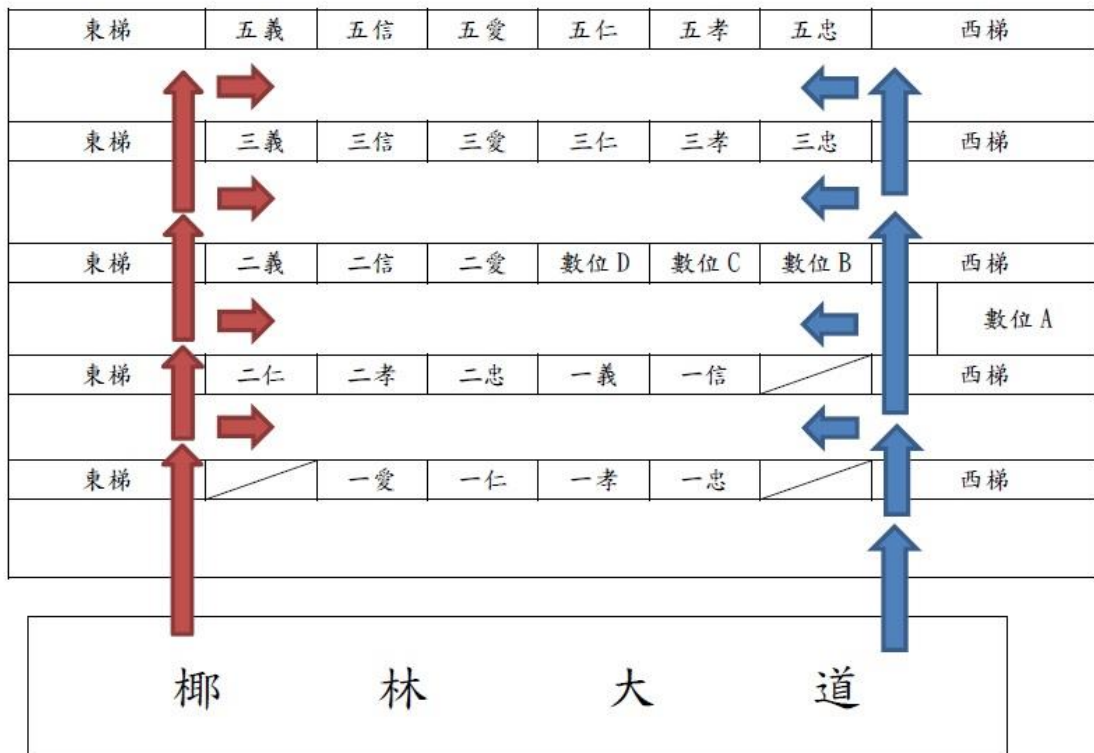 東梯 五義 五信 五愛 五仁 五孝 五忠 西梯
東梯 三義 三信 三愛 三仁 三孝 三忠 西梯
東梯 二義 二信 二愛 數位 D 數位 C 數位 B 西梯
數位 A
東梯 二仁 二孝 二忠 一義 一信 西梯
東梯 一愛 一仁 一孝 一忠 西梯
椰 林 大 道